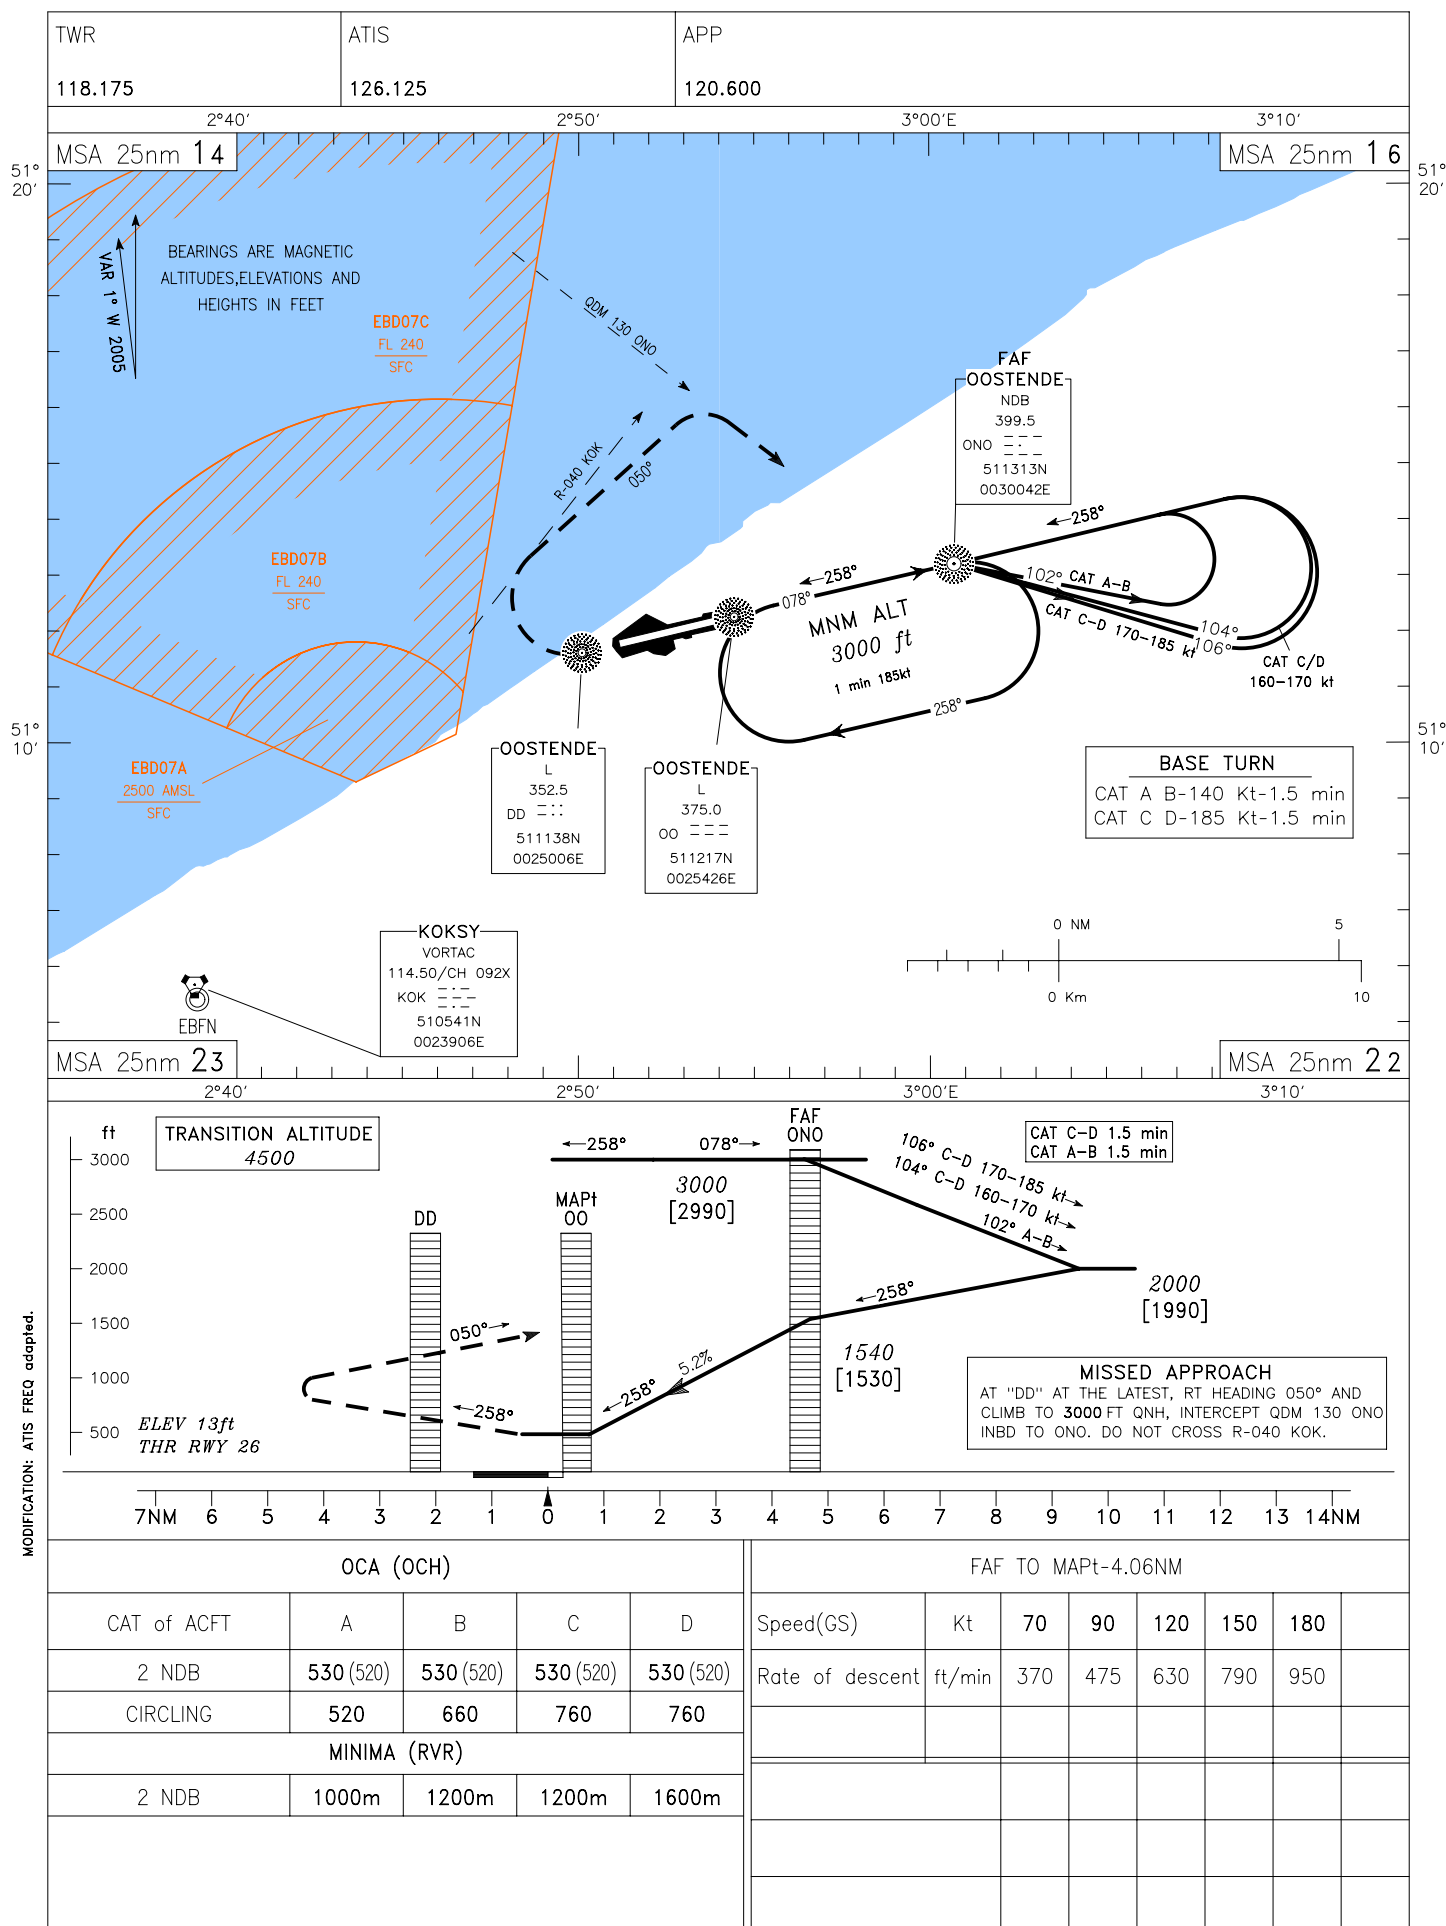 TWR
118.175
ATIS
126.125
APP
120.600
2°40'
2°50'
3°00'E
3°10'
MSA 25nm 14
MSA 25nm 16
51°
20'
51°
20'
VAR 1° W 2005
BEARINGS ARE MAGNETIC
ALTITUDES,ELEVATIONS AND
HEIGHTS IN FEET
EBD07C
FL 240
SFC
QDM 130 ONO
R-040 KOK
050°
FAF
OOSTENDE
NDB
399.5
ONO
511313N
0030042E
258°
EBD07B
FL 240
SFC
258°
078°
102° CAT A-B
CAT C-D 170-185 kt
104°
106°
CAT C/D
160-170 kt
MNM ALT
3000 ft
1 min 185kt
258°
51°
10'
51°
10'
EBD07A
2500 AMSL
SFC
OOSTENDE
L
352.5
DD
511138N
0025006E
OOSTENDE
L
375.0
OO
511217N
0025426E
BASE TURN
CAT A B-140 Kt-1.5 min
CAT C D-185 Kt-1.5 min
KOKSY
VORTAC
114.50/CH 092X
KOK
510541N
0023906E
EBFN
0 NM
5
0 Km
10
MSA 25nm 23
MSA 25nm 22
2°40'
2°50'
3°00'E
3°10'
ft
3000
2500
2000
1500
1000
500
TRANSITION ALTITUDE
4500
258°
078°
FAF
ONO
3000
[2990]
MAPt
OO
DD
CAT C-D 1.5 min
CAT A-B 1.5 min
106° C-D 170-185 kt
104° C-D 160-170 kt
102° A-B
258°
2000
[1990]
050°
5.2%
258°
258°
1540
[1530]
ELEV 13ft
THR RWY 26
MISSED APPROACH
AT "DD" AT THE LATEST, RT HEADING 050° AND
CLIMB TO 3000 FT QNH, INTERCEPT QDM 130 ONO
INBD TO ONO. DO NOT CROSS R-040 KOK.
7NM 6 5 4 3 2 1 0 1 2 3 4 5 6 7 8 9 10 11 12 13 14NM
MODIFICATION: ATIS FREQ adapted.
OCA (OCH)
CAT of ACFT A B C D
2 NDB 530 (520) 530 (520) 530 (520) 530 (520)
CIRCLING 520 660 760 760
MINIMA (RVR)
2 NDB 1000m 1200m 1200m 1600m
FAF TO MAPt-4.06NM
Speed(GS) Kt 70 90 120 150 180
Rate of descent ft/min 370 475 630 790 950